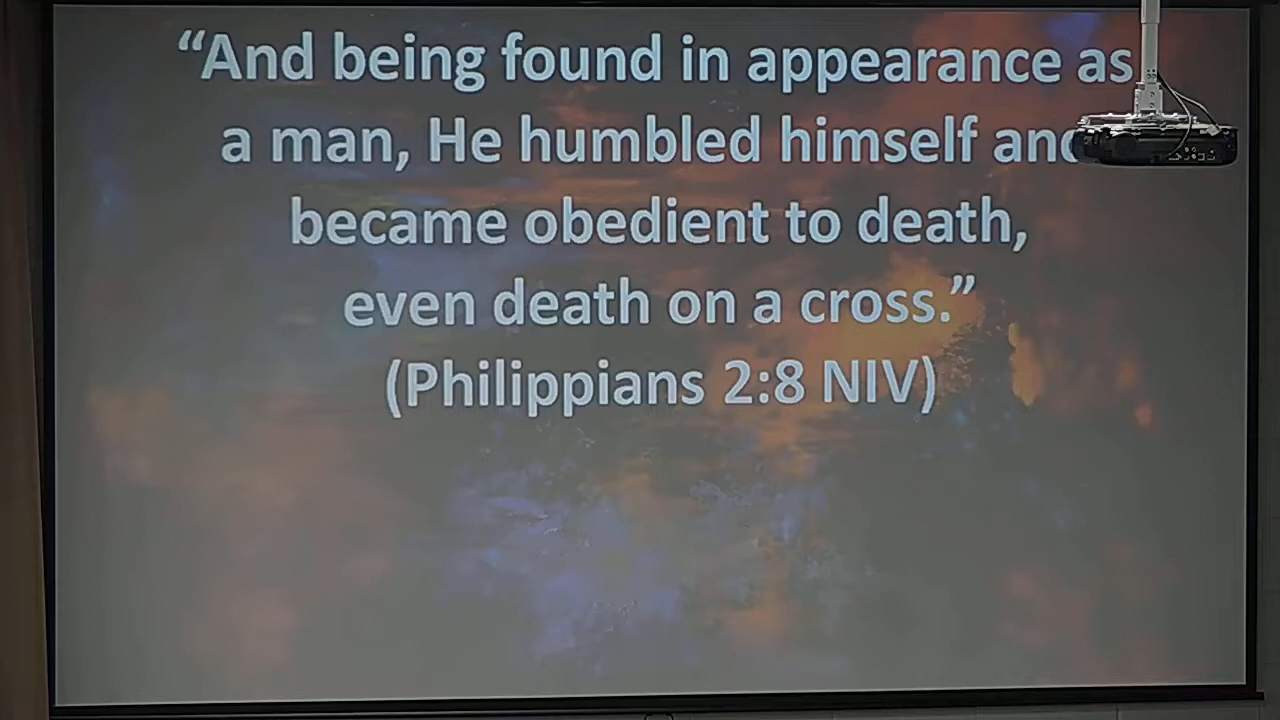 “And being found in appearance as
a man, He humbled himself and
became obedient to death,
even death on a cross.”
(Philippians 2:8 NIV)